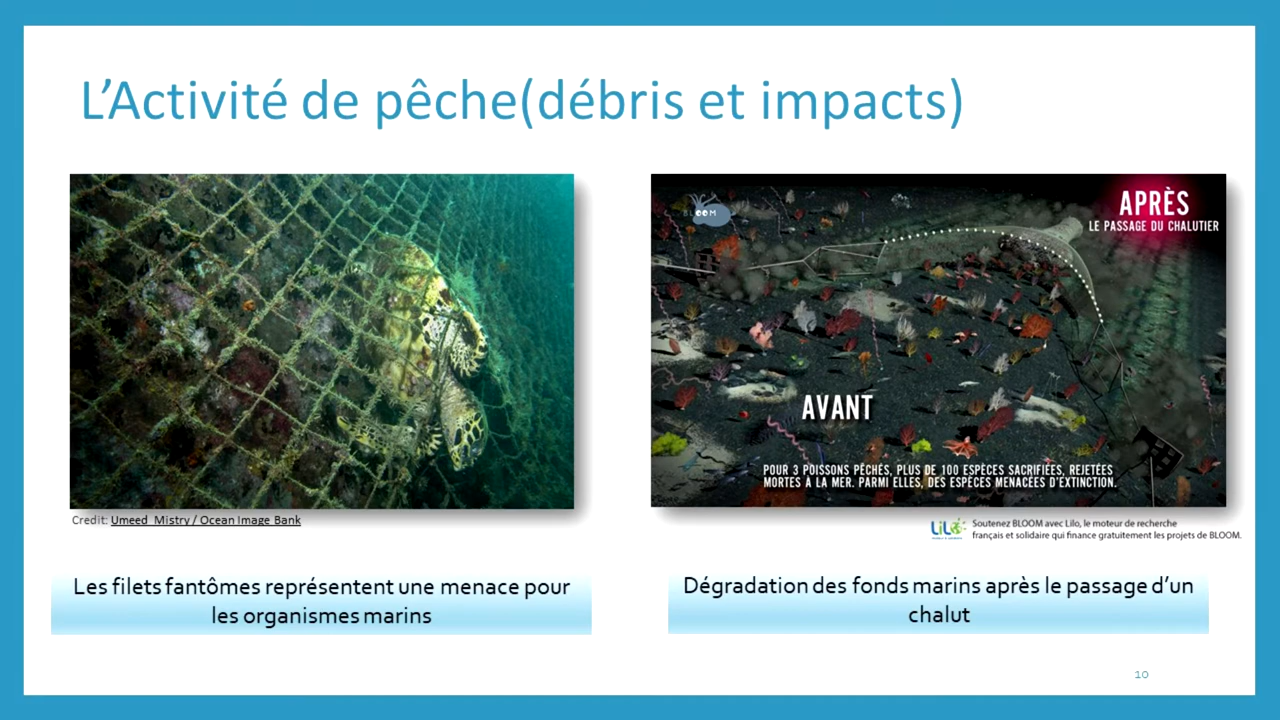 L'Activité de pêche(débris et impacts)
BLOOM
APRÈS
LE PASSAGE DU CHALUTIER
AVANT
POUR 3 POISSONS PÊCHÉS, PLUS DE 100 ESPÈCES SACRIFIÉES, REJETÉES
MORTES À LA MER. PARMI ELLES, DES ESPÈCES MENACÉES D'EXTINCTION.
Credit: Umeed Mistry / Ocean Image Bank
LiLO
Soutenez BLOOM avec Lilo, le moteur de recherche
français et solidaire qui finance gratuitement les projets de BLOOM.
Les filets fantômes représentent une menace pour
les organismes marins
Dégradation des fonds marins après le passage d'un
chalut
10